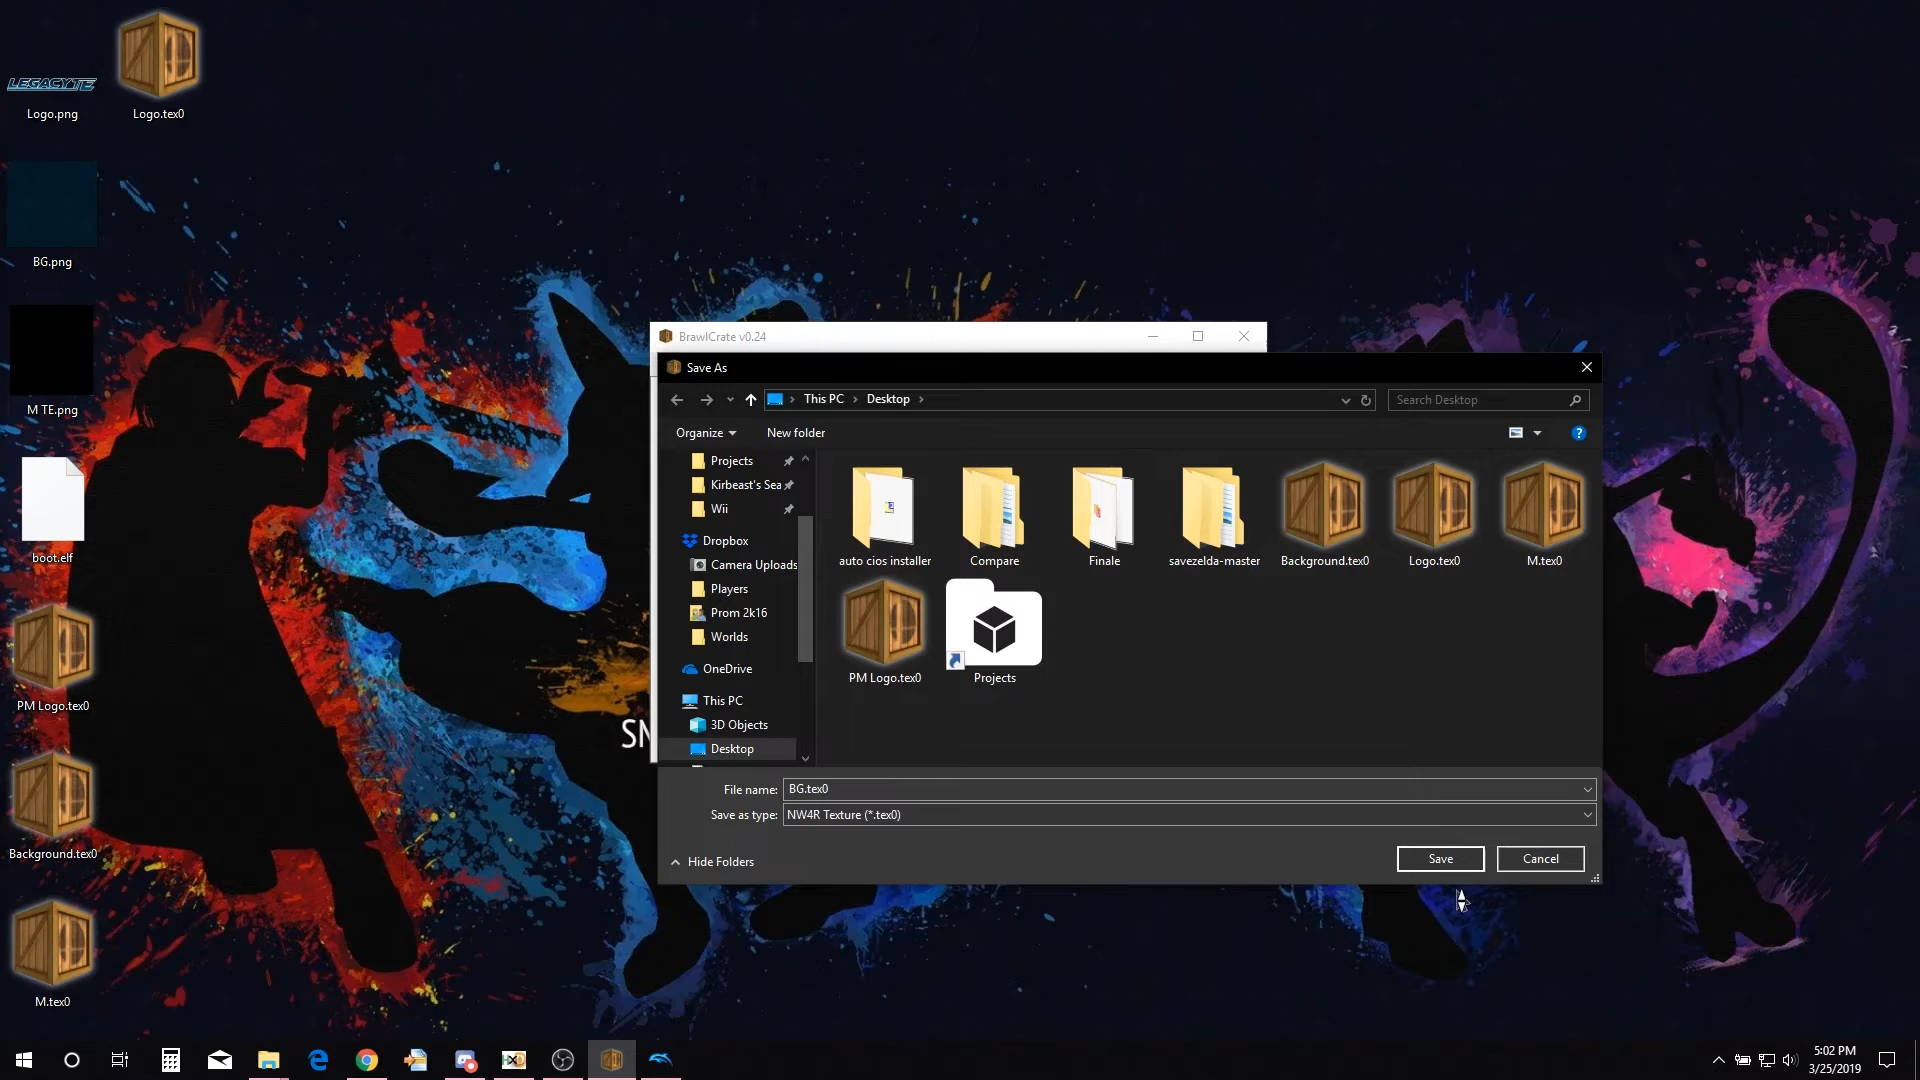 LEGACYTE
Logo.png
Logo.tex0
BG.png
M TE.png
boot.elf
PM Logo.tex0
Background.tex0
M.tex0
SM
BrawlCrate v0.24
Save As
This PC
Desktop
Search Desktop
Organize
New folder
Projects
Kirbeast's Sea
Wii
Dropbox
Camera Uploads
Players
Prom 2k16
Worlds
OneDrive
This PC
3D Objects
Desktop
auto cios installer
Compare
Finale
savezelda-master
Background.tex0
Logo.tex0
M.tex0
PM Logo.tex0
Projects
File name: BG.tex0
Save as type: NW4R Texture (*.tex0)
Hide Folders
Save
Cancel
5:02 PM
3/25/2019